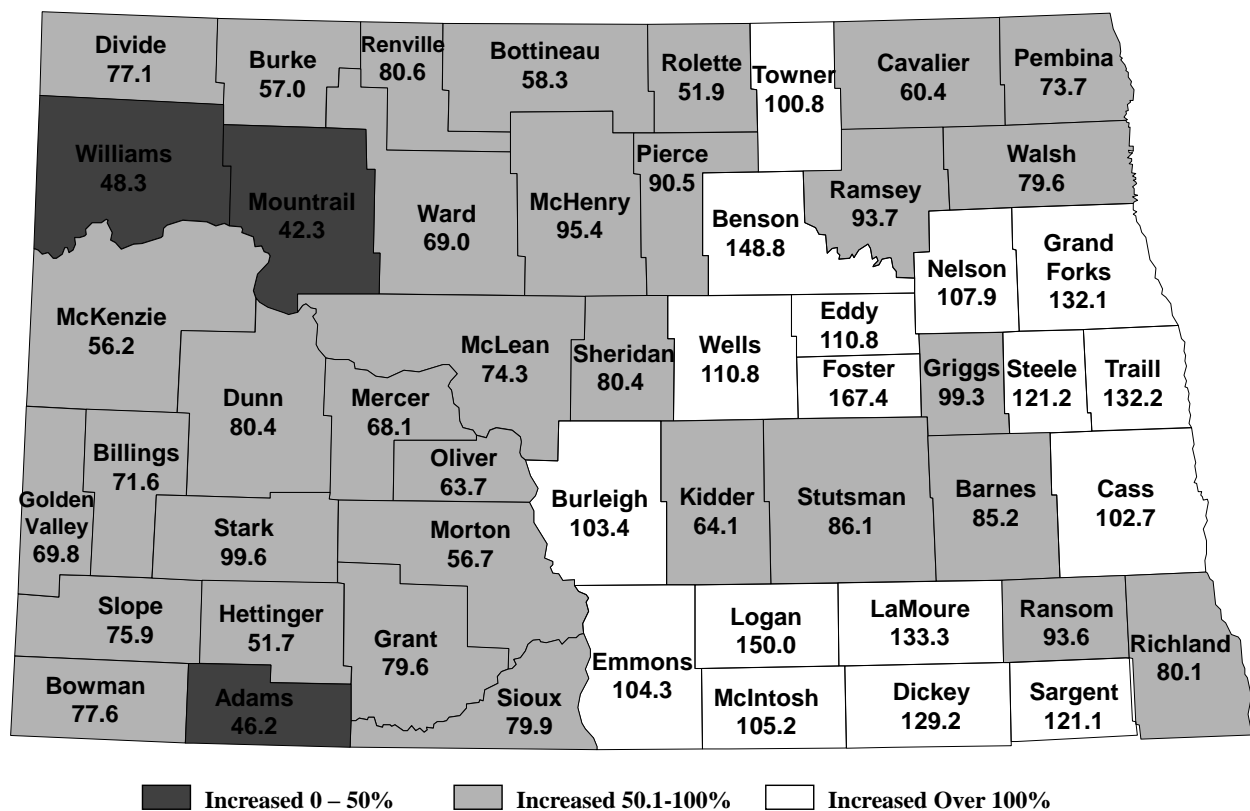 Divide
77.1
Burke
57.0
Renville
80.6
Bottineau
58.3
Rolette
51.9
Towner
100.8
Cavalier
60.4
Pembina
73.7
Williams
48.3
Mountrail
42.3
Ward
69.0
McHenry
95.4
Pierce
90.5
Benson
148.8
Ramsey
93.7
Walsh
79.6
Nelson
107.9
Grand
Forks
132.1
McKenzie
56.2
Dunn
80.4
Mercer
68.1
McLean
74.3
Sheridan
80.4
Wells
110.8
Eddy
110.8
Foster
167.4
Griggs
99.3
Steele
121.2
Traill
132.2
Golden
Valley
69.8
Billings
71.6
Stark
99.6
Oliver
63.7
Morton
56.7
Burleigh
103.4
Kidder
64.1
Stutsman
86.1
Barnes
85.2
Cass
102.7
Slope
75.9
Hettinger
51.7
Grant
79.6
Bowman
77.6
Adams
46.2
Sioux
79.9
Emmons
104.3
Logan
150.0
LaMoure
133.3
Ransom
93.6
Richland
80.1
McIntosh
105.2
Dickey
129.2
Sargent
121.1
Increased 0 – 50%
Increased 50.1-100%
Increased Over 100%